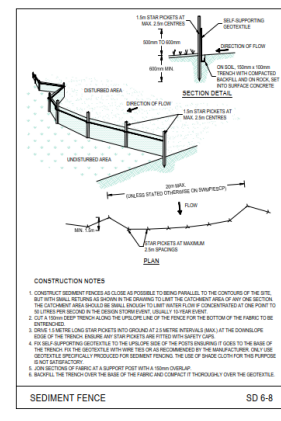 1.5m STAR PICKETS AT
MAX. 2.5m CENTRES
SELF-SUPPORTING
GEOTEXTILE
500mm TO 600mm
DIRECTION OF FLOW
600mm MIN.
ON SOIL, 150mm x 100mm
TRENCH WITH COMPACTED
BACKFILL AND ON ROCK, SET
INTO SURFACE CONCRETE
SECTION DETAIL
DISTURBED AREA
DIRECTION OF FLOW
1.5m STAR PICKETS AT
MAX. 2.5m CENTRES
UNDISTURBED AREA
20m MAX.
(UNLESS STATED OTHERWISE ON SWMP/ESCP)
FLOW
MIN. 1.5m
STAR PICKETS AT MAXIMUM
2.5m SPACINGS
PLAN
CONSTRUCTION NOTES
1. CONSTRUCT SEDIMENT FENCES AS CLOSE AS POSSIBLE TO BEING PARALLEL TO THE CONTOURS OF THE SITE,
BUT WITH SMALL RETURNS AS SHOWN IN THE DRAWING TO LIMIT THE CATCHMENT AREA OF ANY ONE SECTION.
THE CATCHMENT AREA SHOULD BE SMALL ENOUGH TO LIMIT WATER FLOW IF CONCENTRATED AT ONE POINT TO
50 LITRES PER SECOND IN THE DESIGN STORM EVENT, USUALLY 10-YEAR EVENT.
2. CUT A 150mm DEEP TRENCH ALONG THE UPSLOPE LINE OF THE FENCE FOR THE BOTTOM OF THE FABRIC TO BE
ENTRENCHED.
3. DRIVE 1.5 METRE LONG STAR PICKETS INTO GROUND AT 2.5 METRE INTERVALS (MAX.) AT THE DOWNSLOPE
EDGE OF THE TRENCH. ENSURE ANY STAR PICKETS ARE FITTED WITH SAFETY CAPS.
4. FIX SELF-SUPPORTING GEOTEXTILE TO THE UPSLOPE SIDE OF THE POSTS ENSURING IT GOES TO THE BASE OF
THE TRENCH. FIX THE GEOTEXTILE WITH WIRE TIES OR AS RECOMMENDED BY THE MANUFACTURER. ONLY USE
GEOTEXTILE SPECIFICALLY PRODUCED FOR SEDIMENT FENCING. THE USE OF SHADE CLOTH FOR THIS PURPOSE
IS NOT SATISFACTORY.
5. JOIN SECTIONS OF FABRIC AT A SUPPORT POST WITH A 150mm OVERLAP.
6. BACKFILL THE TRENCH OVER THE BASE OF THE FABRIC AND COMPACT IT THOROUGHLY OVER THE GEOTEXTILE.
SEDIMENT FENCE
SD 6-8